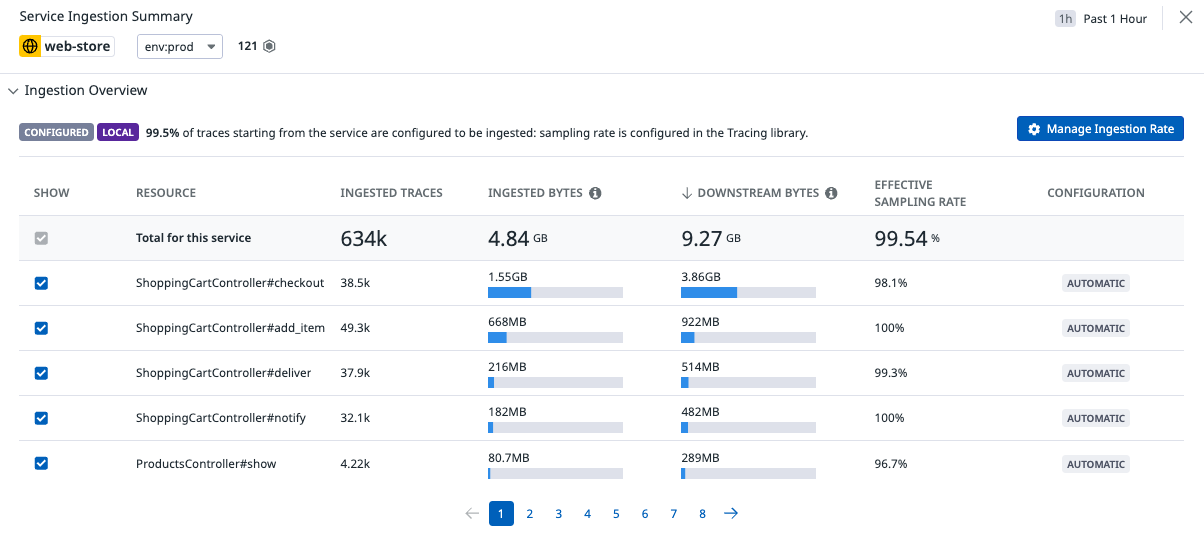 Service Ingestion Summary
1h Past 1 Hour
web-store env:prod 121
Ingestion Overview
CONFIGURED LOCAL 99.5% of traces starting from the service are configured to be ingested: sampling rate is configured in the Tracing library.
Manage Ingestion Rate
SHOW RESOURCE INGESTED TRACES INGESTED BYTES DOWNSTREAM BYTES EFFECTIVE SAMPLING RATE CONFIGURATION
Total for this service 634k 4.84 GB 9.27 GB 99.54 %
ShoppingCartController#checkout 38.5k 1.55GB 3.86GB 98.1% AUTOMATIC
ShoppingCartController#add_item 49.3k 668MB 922MB 100% AUTOMATIC
ShoppingCartController#deliver 37.9k 216MB 514MB 99.3% AUTOMATIC
ShoppingCartController#notify 32.1k 182MB 482MB 100% AUTOMATIC
ProductsController#show 4.22k 80.7MB 289MB 96.7% AUTOMATIC
1 2 3 4 5 6 7 8